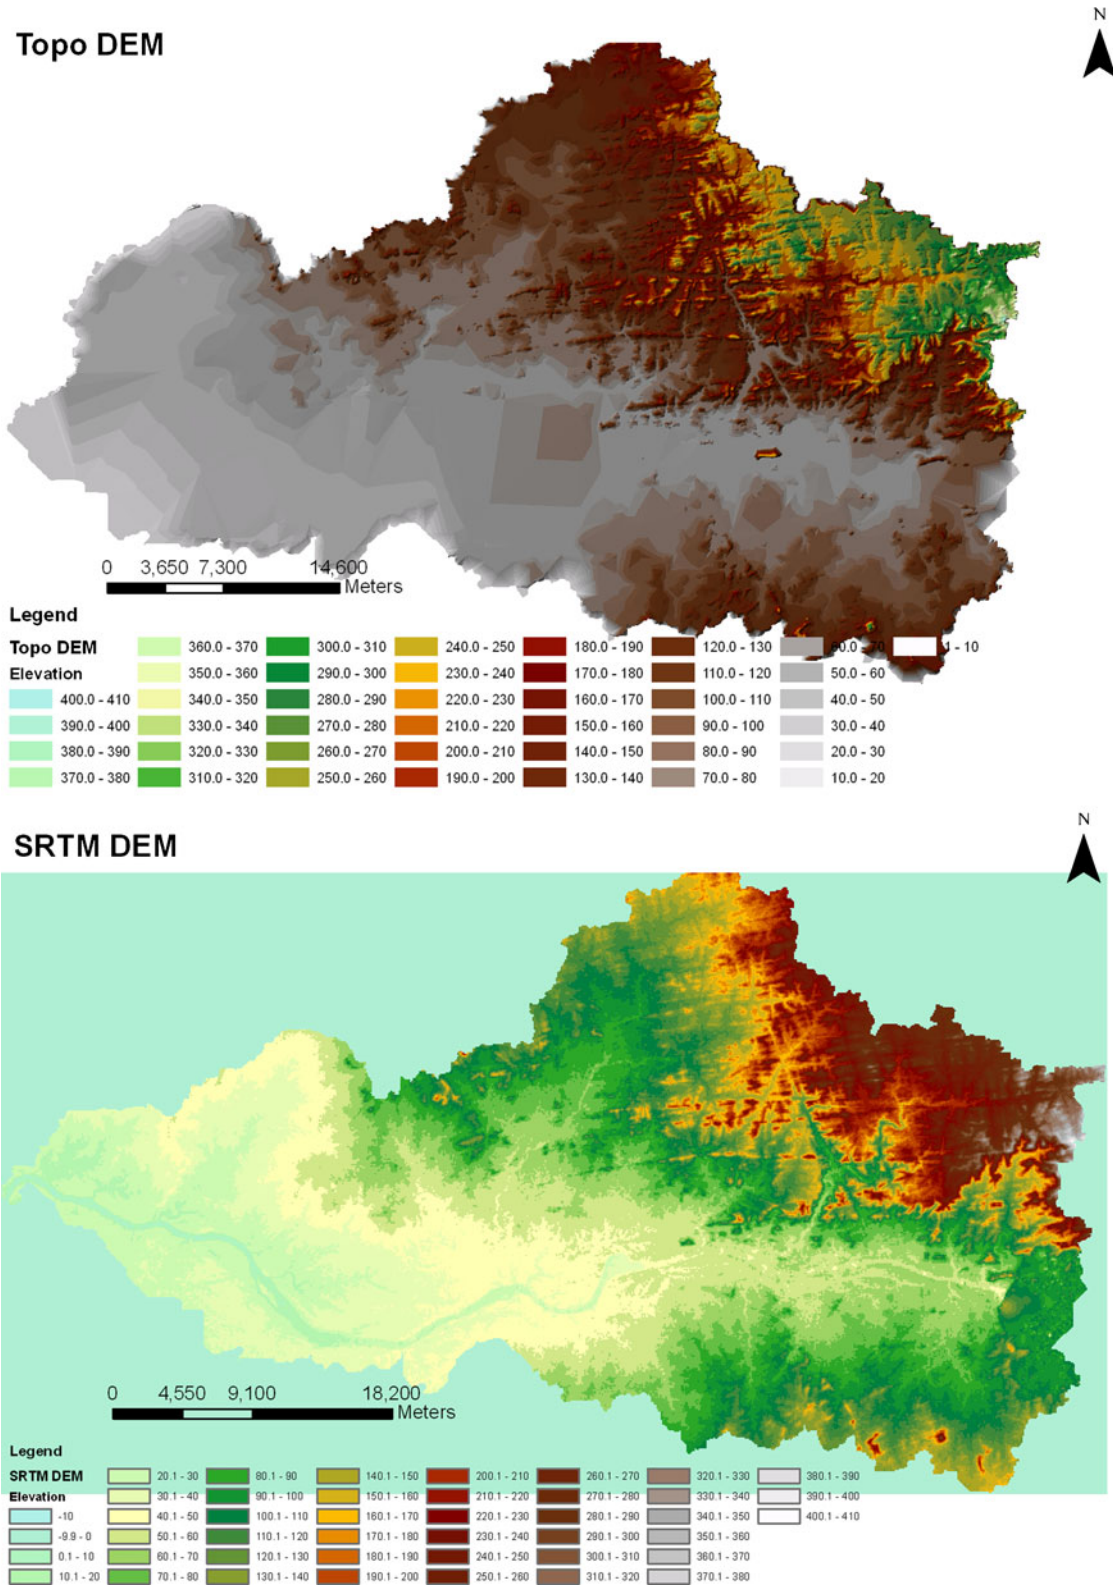 N
Topo DEM
0 3,650 7,300 14,600
Meters
Legend
Topo DEM 360.0 - 370 300.0 - 310 240.0 - 250 180.0 - 190 120.0 - 130 60.0 - 70 1 - 10
Elevation 350.0 - 360 290.0 - 300 230.0 - 240 170.0 - 180 110.0 - 120 50.0 - 60
400.0 - 410 340.0 - 350 280.0 - 290 220.0 - 230 160.0 - 170 100.0 - 110 40.0 - 50
390.0 - 400 330.0 - 340 270.0 - 280 210.0 - 220 150.0 - 160 90.0 - 100 30.0 - 40
380.0 - 390 320.0 - 330 260.0 - 270 200.0 - 210 140.0 - 150 80.0 - 90 20.0 - 30
370.0 - 380 310.0 - 320 250.0 - 260 190.0 - 200 130.0 - 140 70.0 - 80 10.0 - 20
N
SRTM DEM
0 4,550 9,100 18,200
Meters
Legend
SRTM DEM 20.1 - 30 80.1 - 90 140.1 - 150 200.1 - 210 260.1 - 270 320.1 - 330 380.1 - 390
Elevation 30.1 - 40 90.1 - 100 150.1 - 160 210.1 - 220 270.1 - 280 330.1 - 340 390.1 - 400
-10 40.1 - 50 100.1 - 110 160.1 - 170 220.1 - 230 280.1 - 290 340.1 - 350 400.1 - 410
-9.9 - 0 50.1 - 60 110.1 - 120 170.1 - 180 230.1 - 240 290.1 - 300 350.1 - 360
0.1 - 10 60.1 - 70 120.1 - 130 180.1 - 190 240.1 - 250 300.1 - 310 360.1 - 370
10.1 - 20 70.1 - 80 130.1 - 140 190.1 - 200 250.1 - 260 310.1 - 320 370.1 - 380